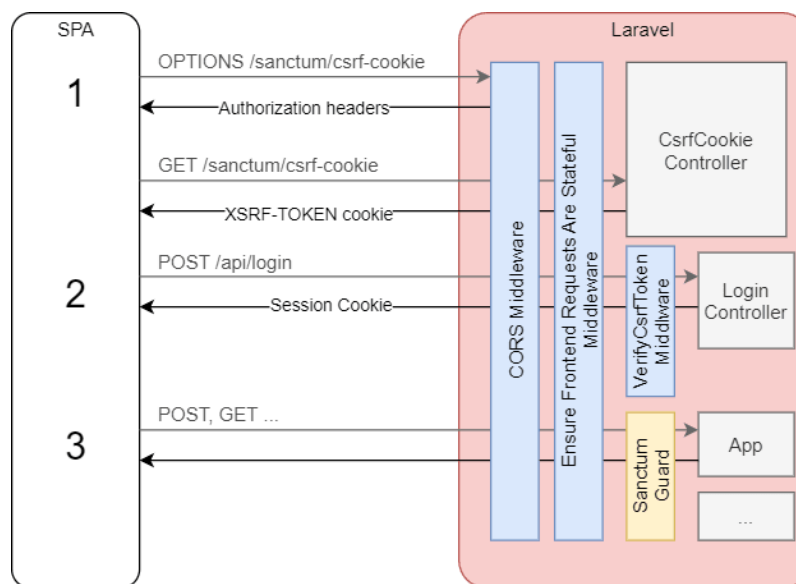 SPA
Laravel
1
OPTIONS /sanctum/csrf-cookie
Authorization headers
GET /sanctum/csrf-cookie
XSRF-TOKEN cookie
CsrfCookie
Controller
2
POST /api/login
Session Cookie
Login
Controller
3
POST, GET ...
App
...
CORS Middleware
Ensure Frontend Requests Are Stateful
Middleware
VerifyCsrfToken
Middlware
Sanctum
Guard